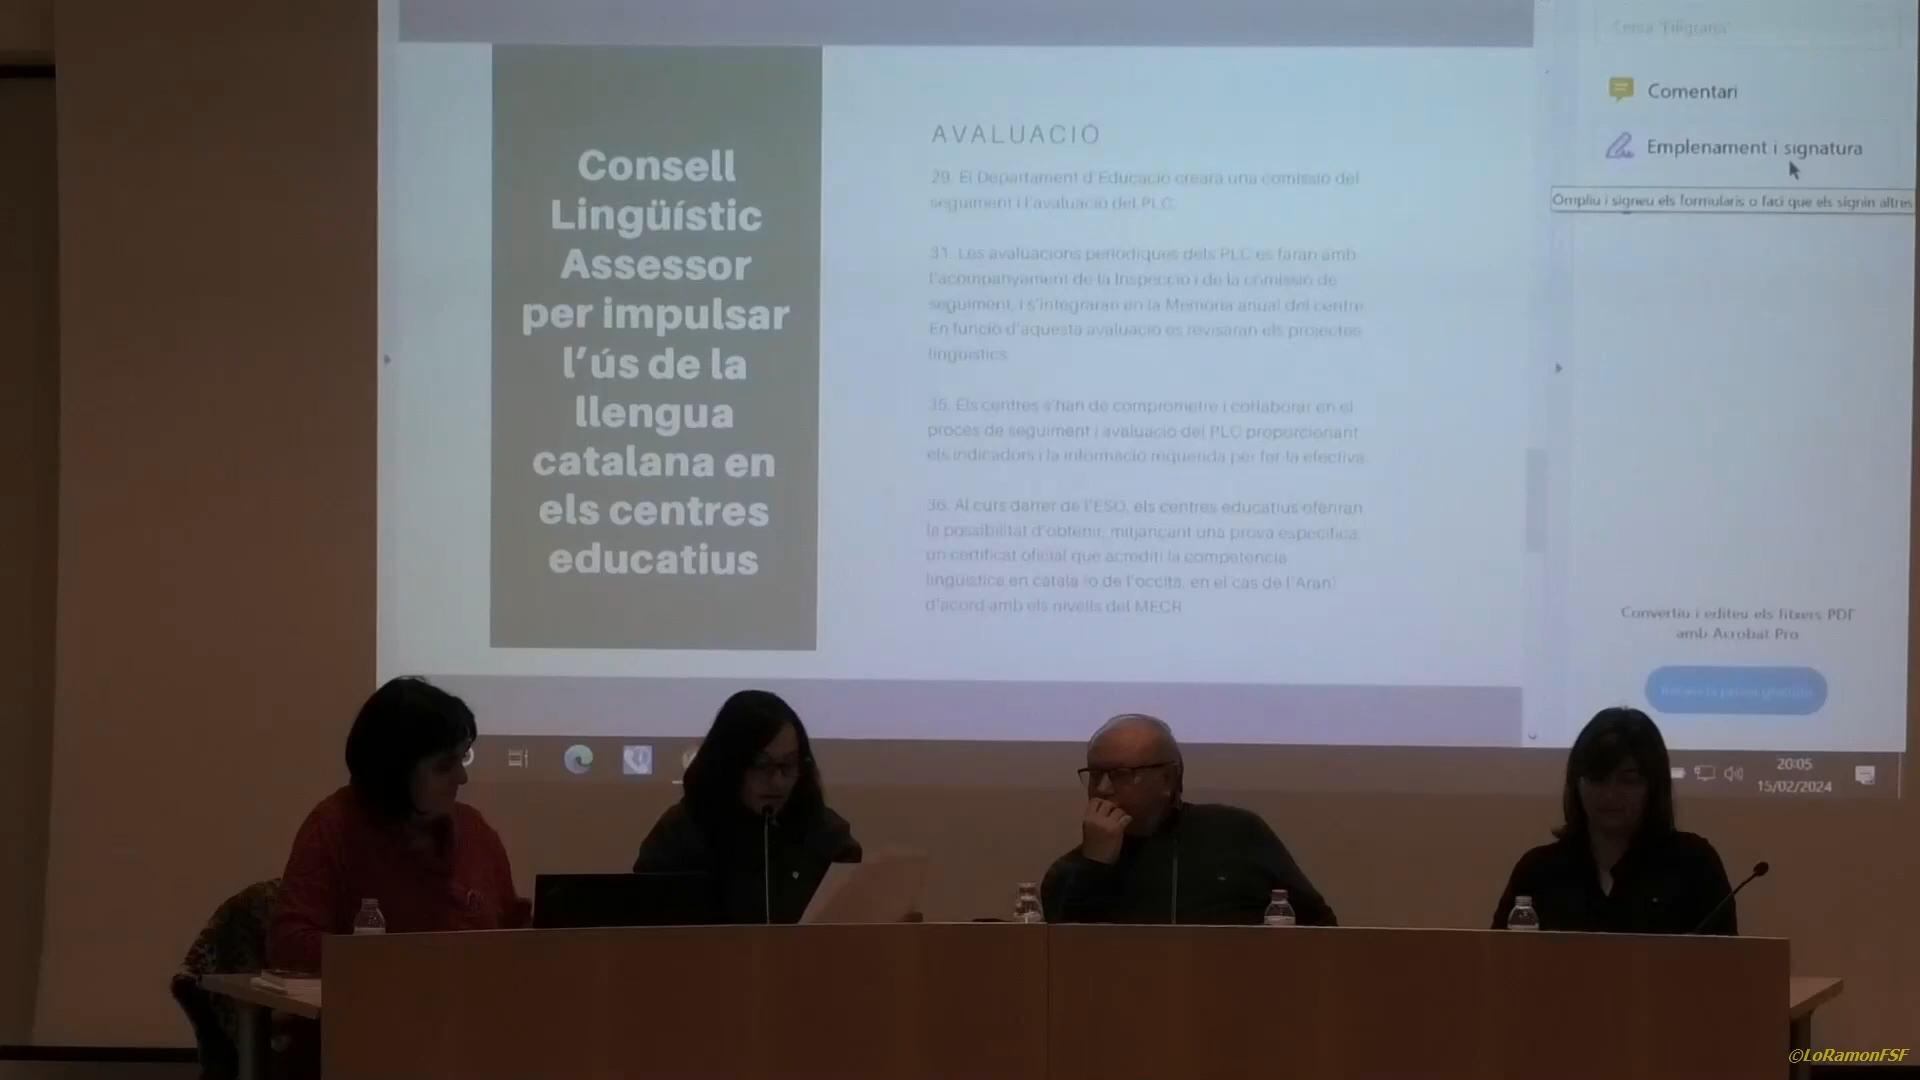 Consell
Lingüístic
Assessor
per impulsar
l'ús de la
llengua
catalana en
els centres
educatius
AVALUACIÓ
29. El Departament d'Educació crearà una comissió del
seguiment i l'avaluació del PLC.
31. Les avaluacions periòdiques dels PLC es faran amb
l'acompanyament de la Inspecció i de la comissió de
seguiment, i s'integraran en la Memòria anual del centre.
En funció d'aquesta avaluació es revisaran els projectes
lingüístics.
35. Els centres s'han de comprometre i col·laborar en el
procés de seguiment i avaluació del PLC proporcionant
els indicadors i la informació requerida per fer-la efectiva.
36. Al curs darrer de l'ESO, els centres educatius oferiran
la possibilitat d'obtenir, mitjançant una prova específica,
un certificat oficial que acrediti la competència
lingüística en català (o de l'occità, en el cas de l'Aran)
d'acord amb els nivells del MECR.
Cerca 'Filigrana'
Comentari
Emplenament i signatura
Ompliu i signeu els formularis o faci que els signin altres
Convertiu i editeu els fitxers PDF
amb Acrobat Pro
20:05
15/02/2024
©LoRamonFSF